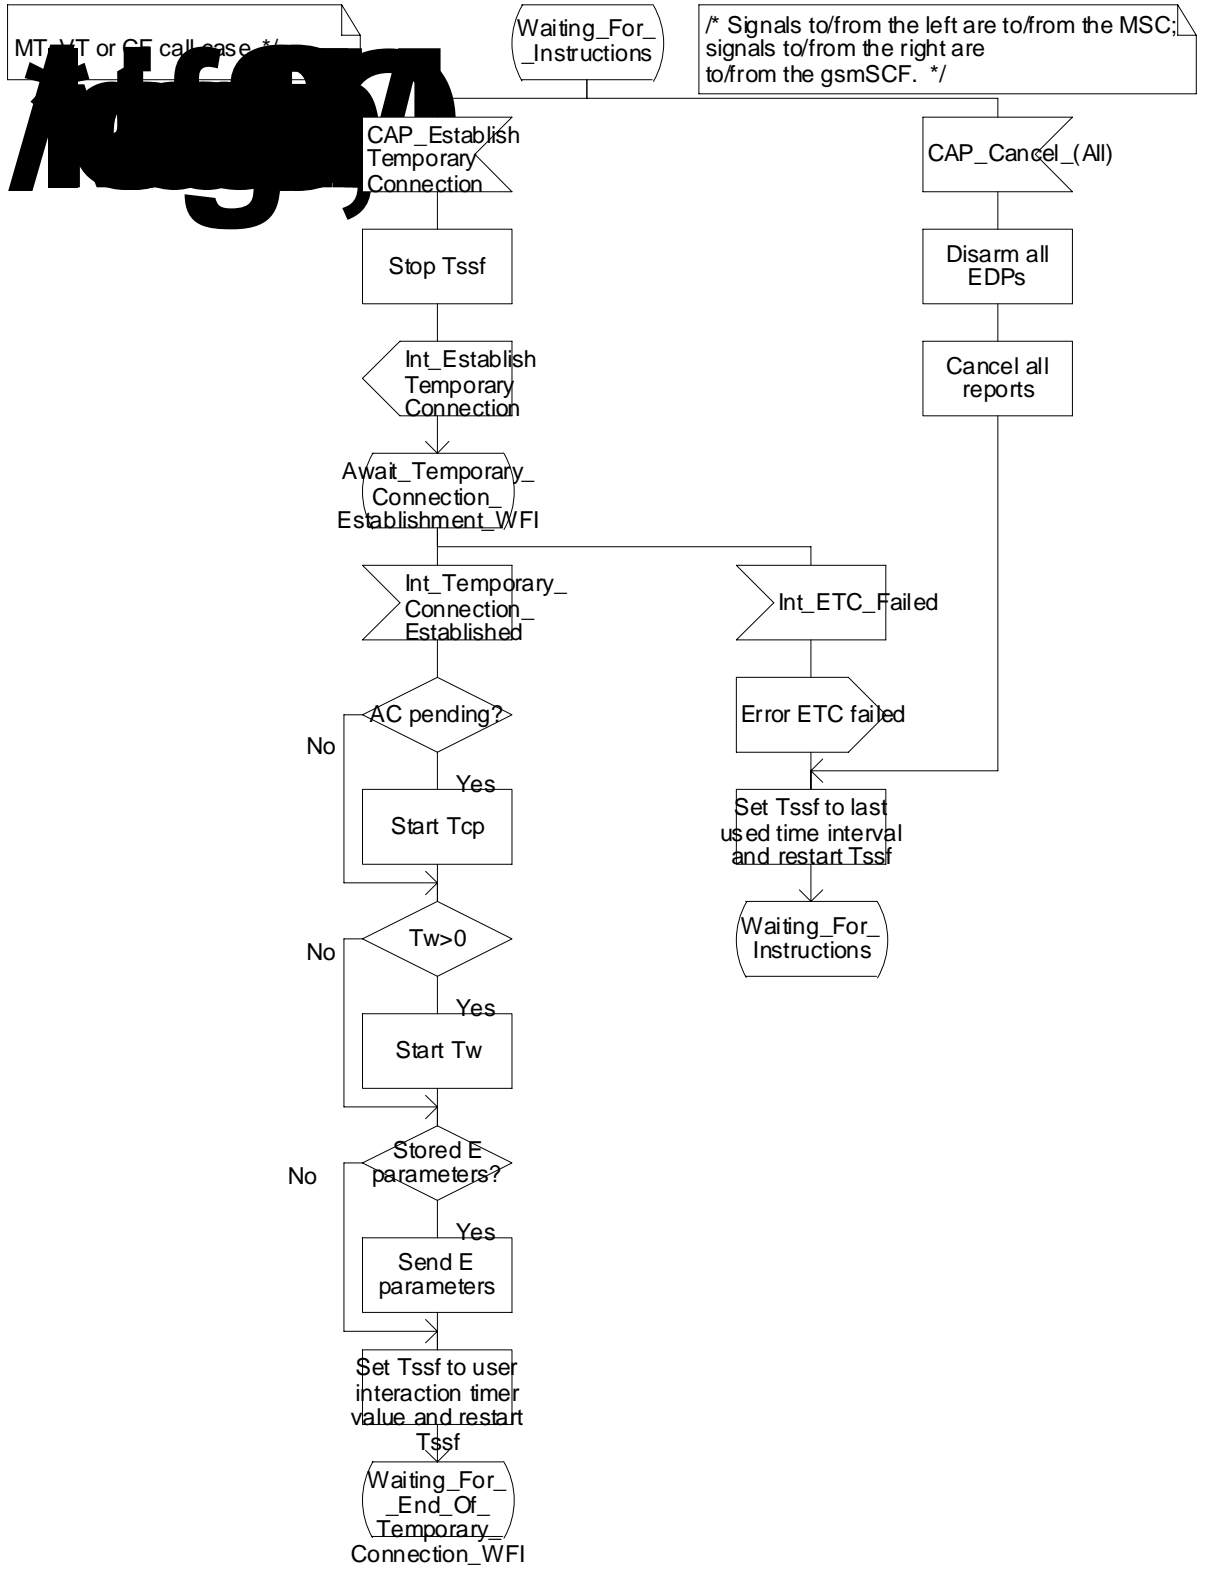 MT, VT or CF call case. */
Waiting_For_
_Instructions
/* Signals to/from the left are to/from the MSC;
signals to/from the right are
to/from the gsmSCF. */
CAP_Establish
Temporary
Connection
CAP_Cancel_(All)
Stop Tssf
Disarm all
EDPs
Int_Establish
Temporary
Connection
Cancel all
reports
Await_Temporary_
Connection_
Establishment_WFI
Int_Temporary_
Connection_
Established
Int_ETC_Failed
AC pending?
Error ETC failed
No
Yes
Start Tcp
Set Tssf to last
used time interval
and restart Tssf
Tw>0
Waiting_For_
Instructions
No
Yes
Start Tw
Stored E
parameters?
No
Yes
Send E
parameters
Set Tssf to user
interaction timer
value and restart
Tssf
Waiting_For_
_End_Of_
Temporary_
Connection_WFI